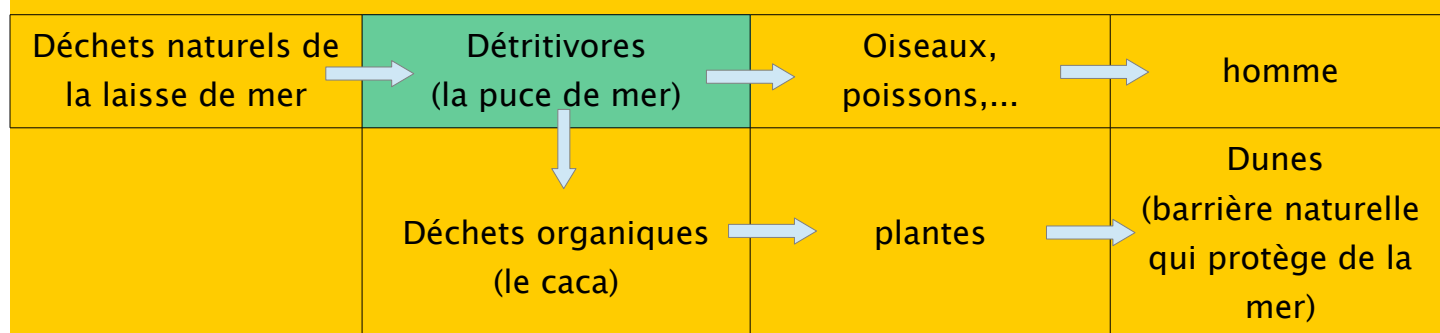 Déchets naturels de
la laisse de mer
Détritivores
(la puce de mer)
Oiseaux,
poissons,...
homme
Déchets organiques
(le caca)
plantes
Dunes
(barrière naturelle
qui protège de la
mer)